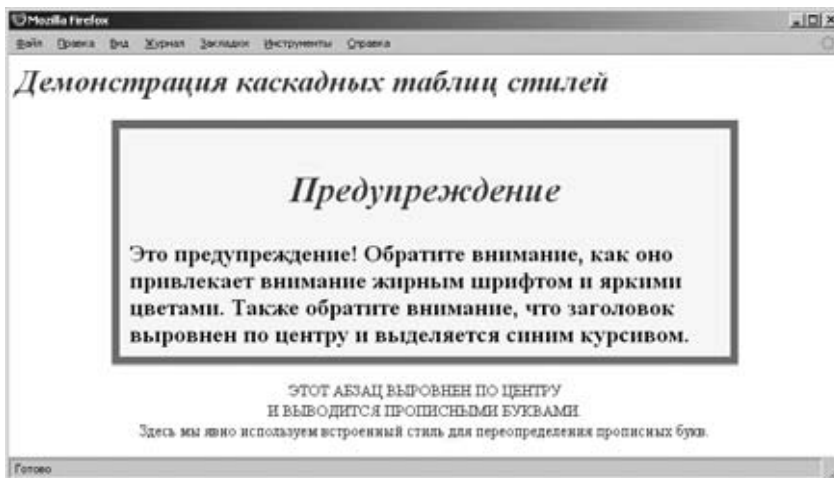 Mozilla Firefox
Файл Правка Вид Журнал Закладки Инструменты Справка
Демонстрация каскадных таблиц стилей
Предупреждение
Это предупреждение! Обратите внимание, как оно
привлекает внимание жирным шрифтом и яркими
цветами. Также обратите внимание, что заголовок
выровнен по центру и выделяется синим курсивом.
ЭТОТ АБЗАЦ ВЫРОВНЕН ПО ЦЕНТРУ
И ВЫВОДИТСЯ ПРОПИСНЫМИ БУКВАМИ.
Здесь мы явно используем встроенный стиль для переопределения прописных букв.
Готово